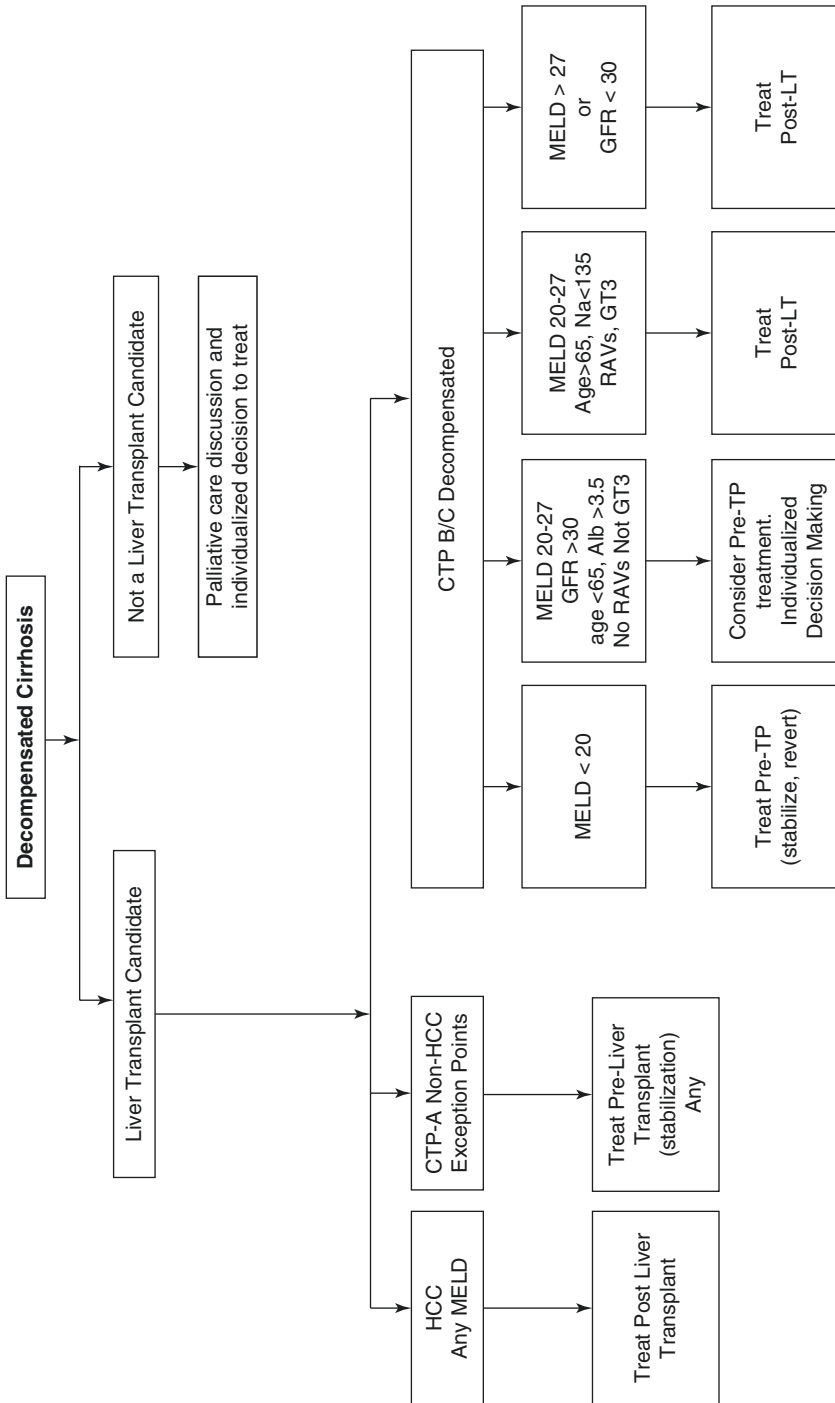 Decompensated Cirrhosis
Liver Transplant Candidate
Not a Liver Transplant Candidate
Palliative care discussion and
individualized decision to treat
HCC
Any MELD
CTP-A Non-HCC
Exception Points
CTP B/C Decompensated
Treat Post Liver
Transplant
Treat Pre-Liver
Transplant
(stabilization)
Any
MELD < 20
MELD 20-27
GFR >30
age <65, Alb >3.5
No RAVs Not GT3
MELD 20-27
Age>65, Na<135
RAVs, GT3
MELD > 27
or
GFR < 30
Treat Pre-TP
(stabilize, revert)
Consider Pre-TP
treatment.
Individualized
Decision Making
Treat
Post-LT
Treat
Post-LT